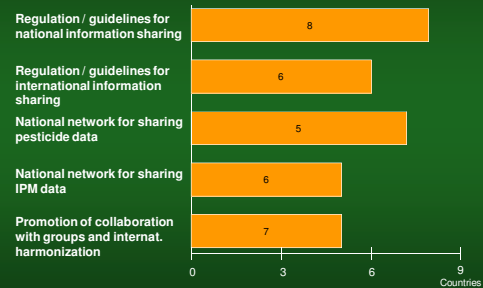 Regulation / guidelines for
national information sharing
8
Regulation / guidelines for
international information
sharing
6
National network for sharing
pesticide data
5
National network for sharing
IPM data
6
Promotion of collaboration
with groups and internat.
harmonization
7
0 3 6 9
Countries